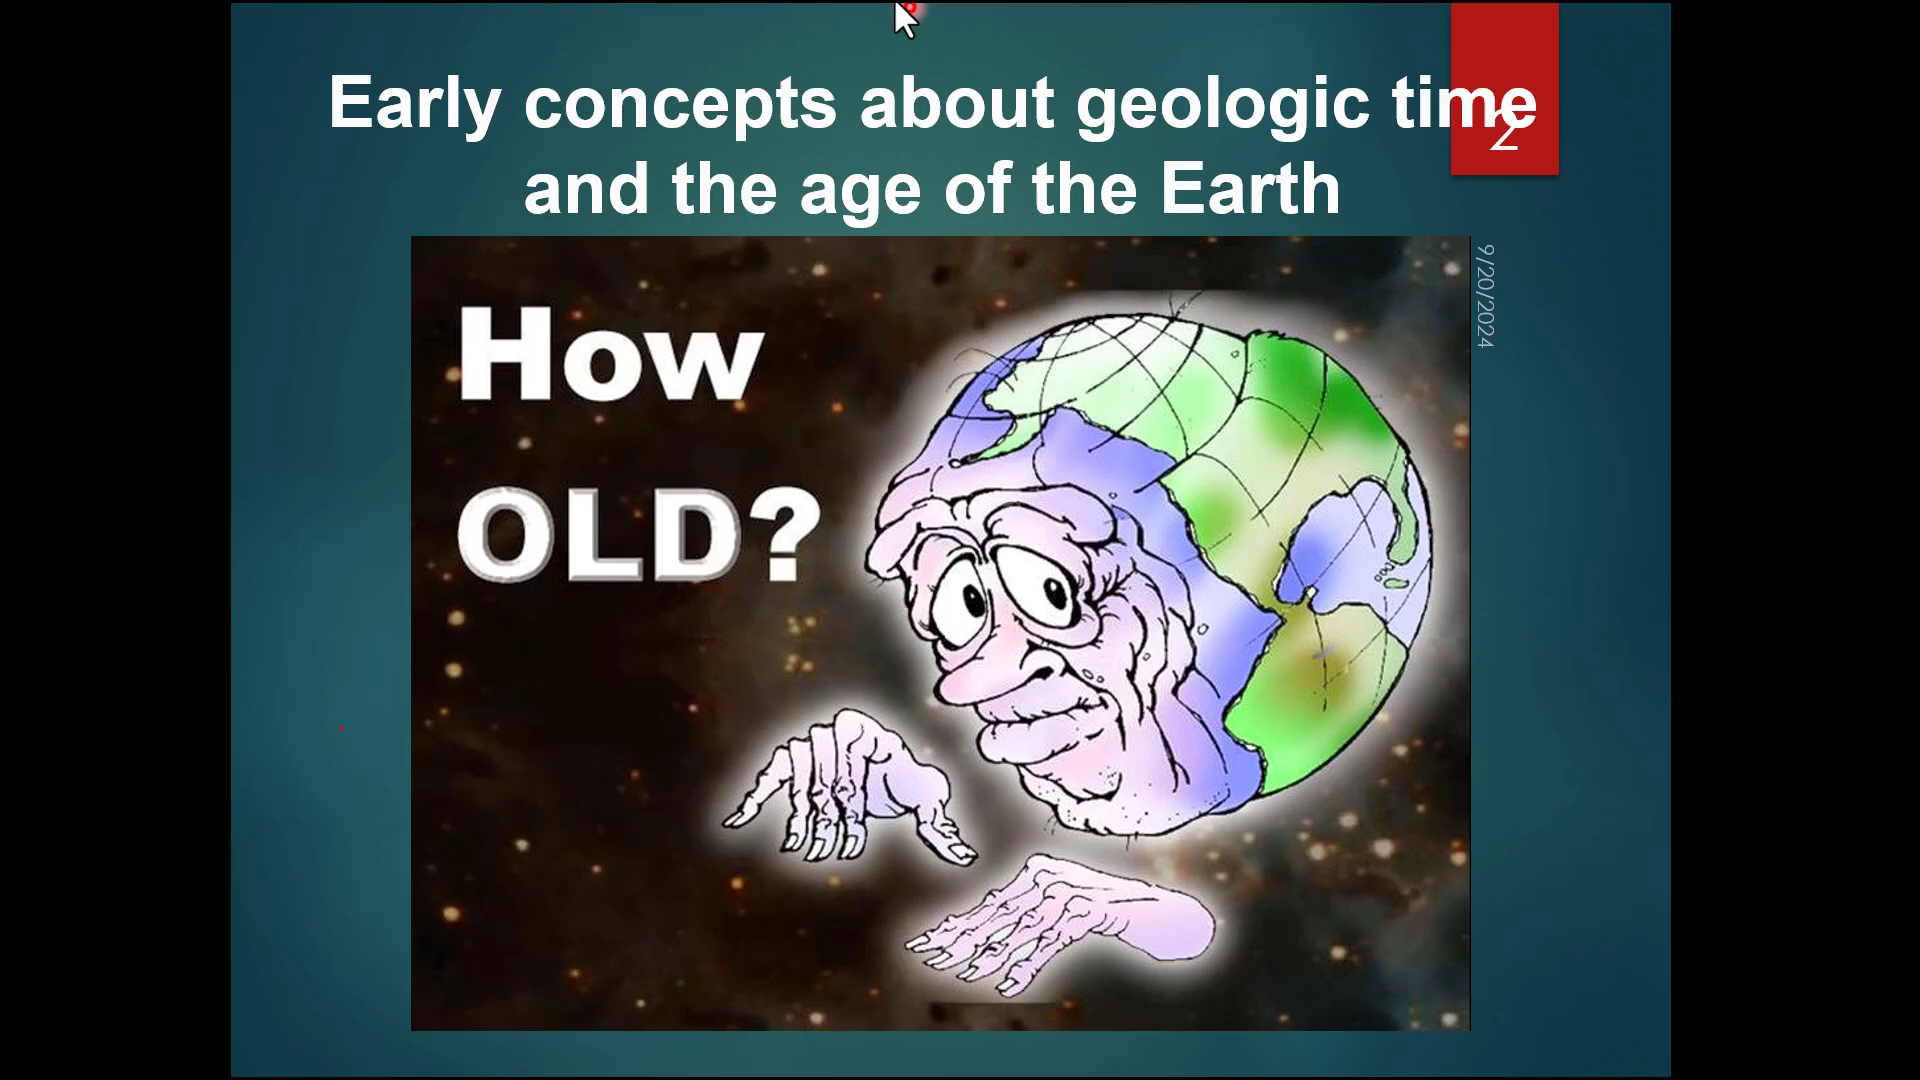 Early concepts about geologic time
2
and the age of the Earth
9/20/2024
How
OLD?